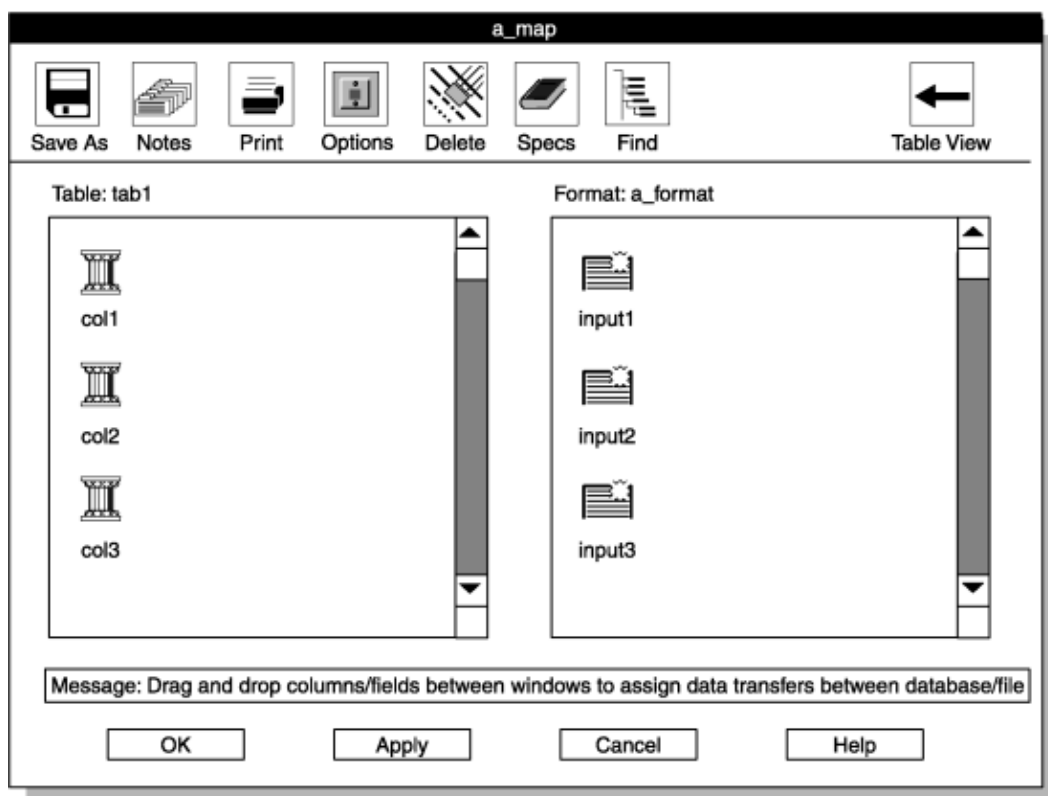 a_map
Save As Notes Print Options Delete Specs Find Table View
Table: tab1 Format: a_format
col1 input1
col2 input2
col3 input3
Message: Drag and drop columns/fields between windows to assign data transfers between database/file
OK Apply Cancel Help